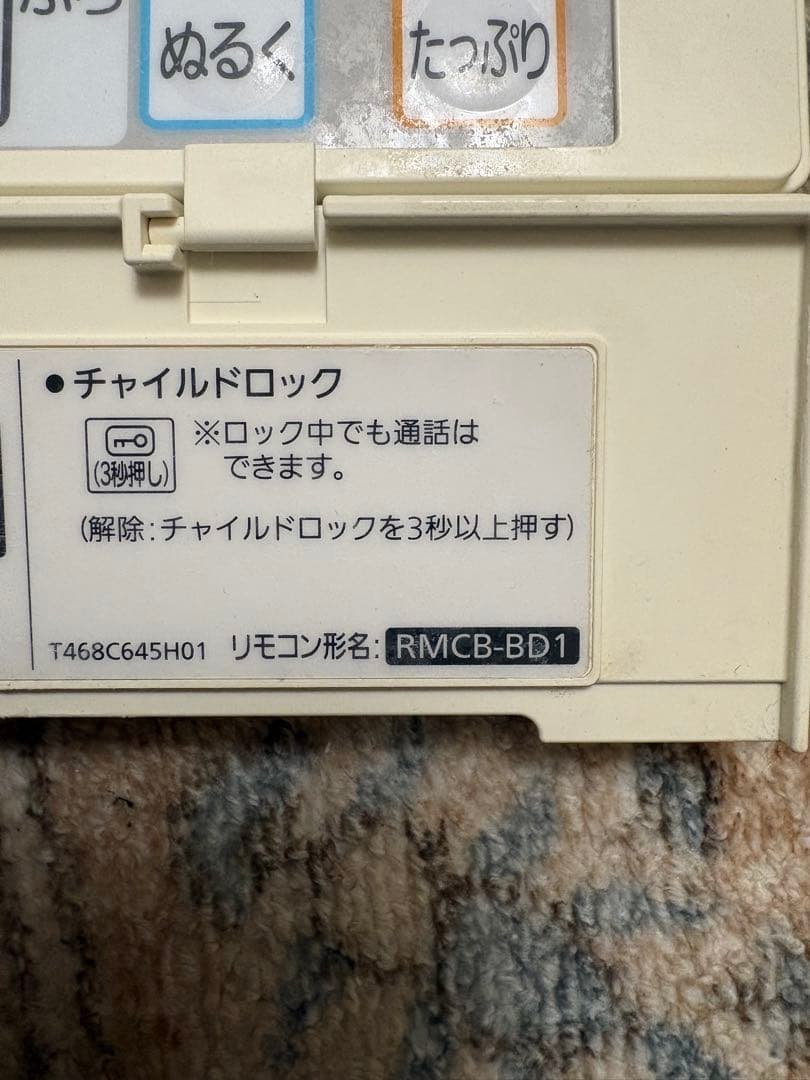 ぬるく
たっぷり
●チャイルドロック
(3秒押し)
※ロック中でも通話は
できます。
(解除:チャイルドロックを3秒以上押す)
T468C645H01 リモコン形名: RMCB-BD1